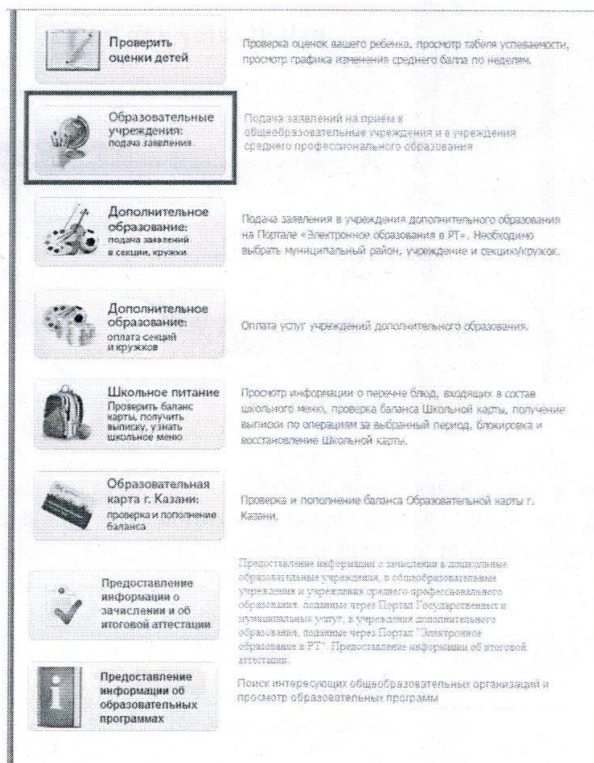 Проверить
оценки детей
Проверка оценок вашего ребенка, просмотр табеля успеваемости,
просмотр графика изменения среднего балла по неделям.
Образовательные
учреждения:
подача заявления
Подача заявлений на прием в
общеобразовательные учреждения и в учреждения
среднего профессионального образования
Дополнительное
образование:
подача заявлений
в секции, кружки
Подача заявления в учреждения дополнительного образования
на Портале «Электронное образования в РТ». Необходимо
выбрать муниципальный район, учреждение и секцию/кружок.
Дополнительное
образование:
оплата секций
и кружков
Оплата услуг учреждений дополнительного образования.
Школьное питание
Проверить баланс
карты, получить
выписку, узнать
школьное меню
Просмотр информации о перечне блюд, входящих в состав
школьного меню, проверка баланса Школьной карты, получение
выписки по операциям за выбранный период, блокировка и
восстановление Школьной карты.
Образовательная
карта г. Казани:
проверка и пополнение
баланса
Проверка и пополнение баланса Образовательной карты г.
Казани.
Предоставление
информации о
зачислении и об
итоговой аттестации
Предоставление информации о зачислении в дошкольные
образовательные учреждения, в общеобразовательные
учреждения и учреждения среднего профессионального
образования, поданные через Портал Государственных и
муниципальных услуг, в учреждения дополнительного
образования, поданные через Портал "Электронное
образование в РТ". Предоставление информации об итоговой
аттестации.
Предоставление
информации об
образовательных
программах
Поиск интересующих общеобразовательных организаций и
просмотр образовательных программ